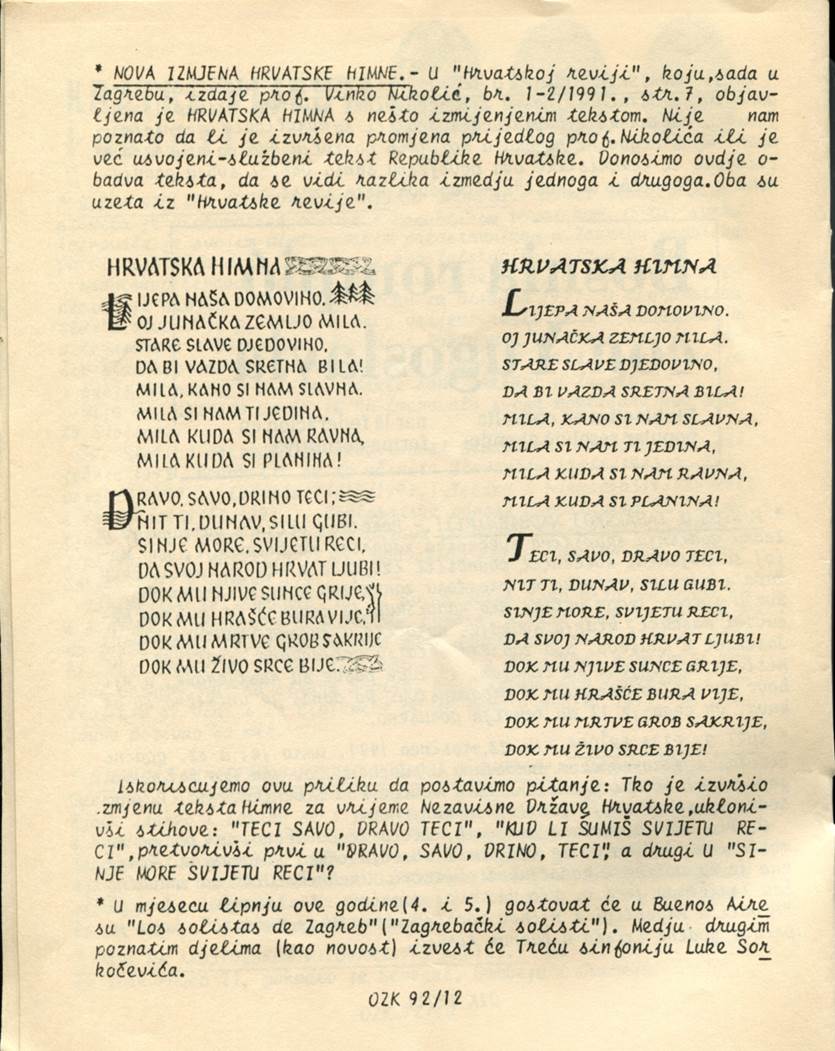 * NOVA IZMJENA HRVATSKE HIMNE.- U "Hrvatskoj reviji", koju,sada u
Zagrebu, izdaje prof. Vinko Nikolić, br. 1-2/1991., str.7, objav-
ljena je HRVATSKA HIMNA s nešto izmijenjenim tekstom. Nije nam
poznato da li je izvršena promjena prijedlog prof.Nikolića ili je
već usvojeni-službeni tekst Republike Hrvatske. Donosimo ovdje o-
badva teksta, da se vidi razlika izmedju jednoga i drugoga.Oba su
uzeta iz "Hrvatske revije".
HRVATSKA HIMNA
LIJEPA NAŠA DOMOVINO,
OJ JUNAČKA ZEMLJO MILA.
STARE SLAVE DJEDOVINO,
DA BI VAZDA SRETNA BILA!
MILA, KANO SI NAM SLAVNA.
MILA SI NAM TI JEDINA,
MILA KUDA SI NAM RAVNA,
MILA KUDA SI PLANINA!
DRAVO, SAVO, DRINO TECI;
NIT TI, DUNAV, SILU GUBI.
SINJE MORE, SVIJETU RECI,
DA SVOJ NAROD HRVAT LJUBI!
DOK MU NJIVE SUNCE GRIJE,
DOK MU HRAŠĆE BURA VIJE,
DOK MU MRTVE GROB SAKRIJE
DOK MU ŽIVO SRCE BIJE.
HRVATSKA HIMNA
LIJEPA NAŠA DOMOVINO.
OJ JUNAČKA ZEMLJO MILA.
STARE SLAVE DJEDOVINO,
DA BI VAZDA SRETNA BILA!
MILA, KANO SI NAM SLAVNA,
MILA SI NAM TI JEDINA,
MILA KUDA SI NAM RAVNA,
MILA KUDA SI PLANINA!
TECI, SAVO, DRAVO TECI,
NIT TI, DUNAV, SILU GUBI.
SINJE MORE, SVIJETU RECI,
DA SVOJ NAROD HRVAT LJUBI!
DOK MU NJIVE SUNCE GRIJE,
DOK MU HRAŠĆE BURA VIJE,
DOK MU MRTVE GROB SAKRIJE,
DOK MU ŽIVO SRCE BIJE!
Iskoriscujemo ovu priliku da postavimo pitanje: Tko je izvršio
.zmjenu teksta Himne za vrijeme Nezavisne Države Hrvatske,ukloni-
vši stihove: "TECI SAVO, DRAVO TECI", "KUD LI ŠUMIŠ SVIJETU RE-
CI",pretvorivši prvi u "DRAVO, SAVO, DRINO, TECI", a drugi U "SI-
NJE MORE SVIJETU RECI"?
* U mjesecu lipnju ove godine(4. i 5.) gostovat će u Buenos Aire
su "Los solistas de Zagreb"("Zagrebački solisti"). Medju drugim
poznatim djelima (kao novost) izvest će Treću sinfoniju Luke Sor
kočevića.
OZK 92/12